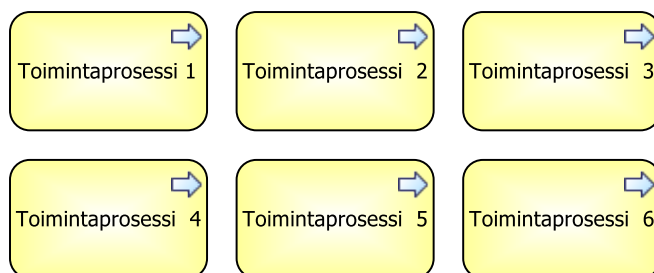 Toimintaprosessi 1
Toimintaprosessi 2
Toimintaprosessi 3
Toimintaprosessi 4
Toimintaprosessi 5
Toimintaprosessi 6